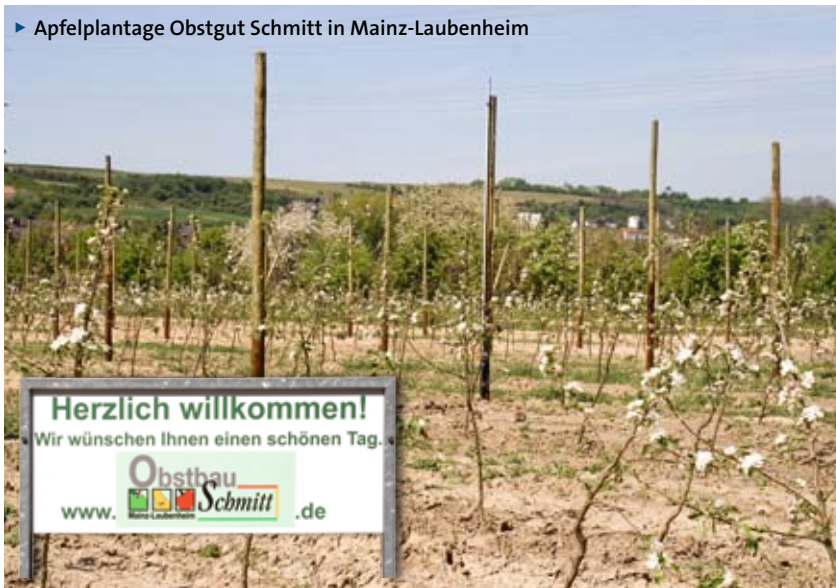 Apfelplantage Obstgut Schmitt in Mainz-Laubenheim
Herzlich willkommen!
Wir wünschen Ihnen einen schönen Tag.
Obstbau
Schmitt
Mainz-Laubenheim
www. .de